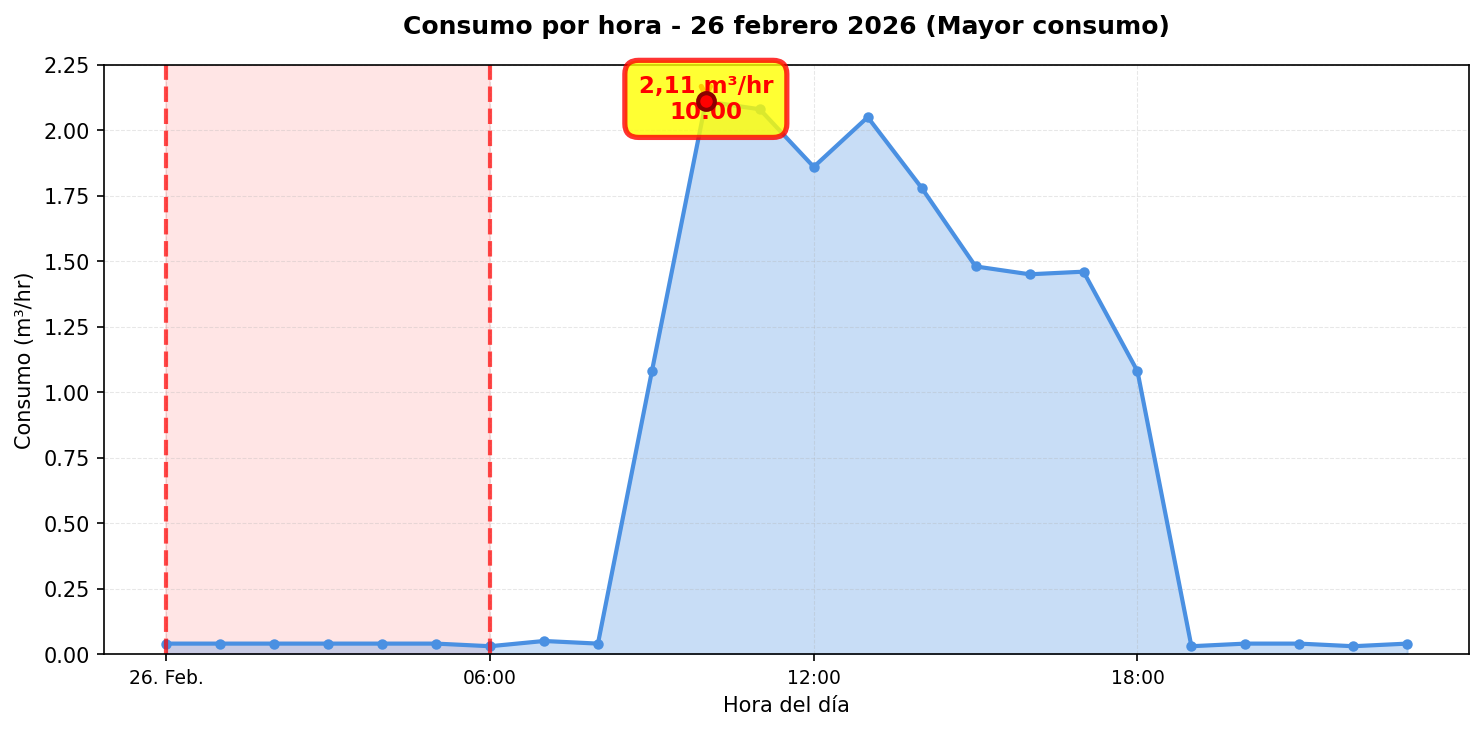 Consumo por hora - 26 febrero 2026 (Mayor consumo)
2.25
2,11 m³/hr
10:00
2.00
1.75
1.50
1.25
1.00
0.75
0.50
0.25
0.00
Consumo (m³/hr)
26. Feb.
06:00
12:00
18:00
Hora del día